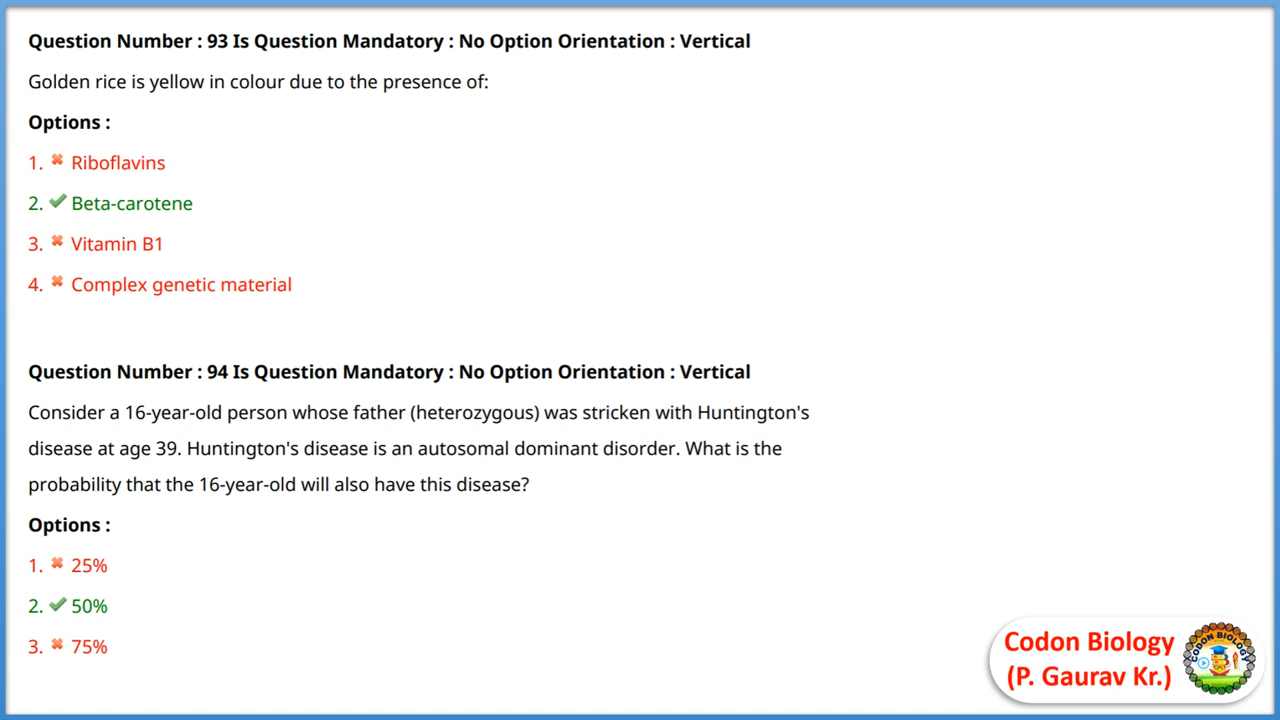 Question Number : 93 Is Question Mandatory : No Option Orientation : Vertical
Golden rice is yellow in colour due to the presence of:
Options :
1. ✖ Riboflavins
2. ✔ Beta-carotene
3. ✖ Vitamin B1
4. ✖ Complex genetic material
Question Number : 94 Is Question Mandatory : No Option Orientation : Vertical
Consider a 16-year-old person whose father (heterozygous) was stricken with Huntington's
disease at age 39. Huntington's disease is an autosomal dominant disorder. What is the
probability that the 16-year-old will also have this disease?
Options :
1. ✖ 25%
2. ✔ 50%
3. ✖ 75%
Codon Biology
(P. Gaurav Kr.)
CODON BIOLOGY